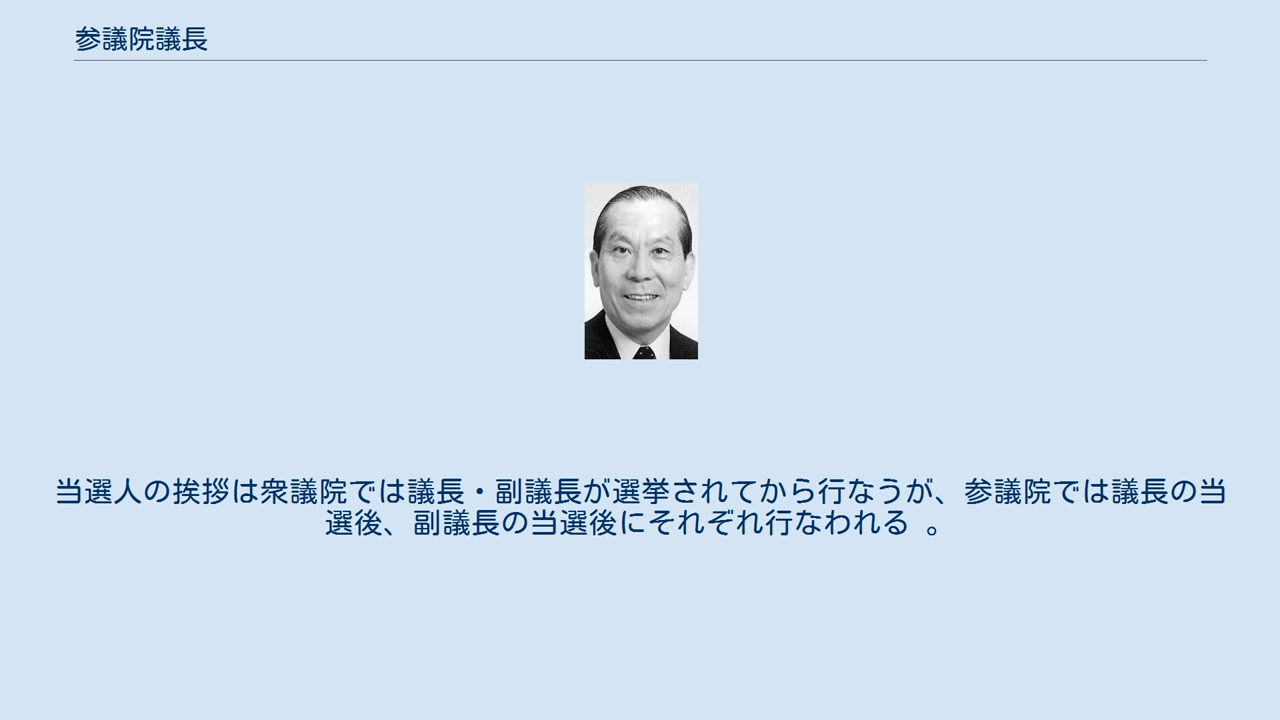 参議院議長
当選人の挨拶は衆議院では議長・副議長が選挙されてから行なうが、参議院では議長の当
選後、副議長の当選後にそれぞれ行なわれる 。